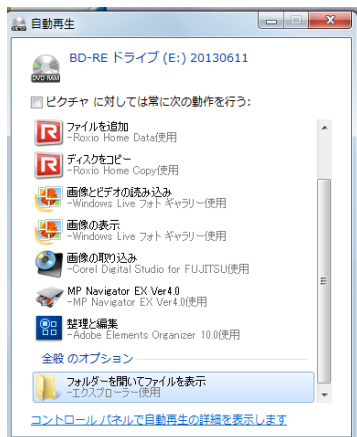 自動再生
BD-RE ドライブ (E:) 20130611
DVD-RAM
ピクチャ に対しては常に次の動作を行う:
ファイルを追加
-Roxio Home Data使用
ディスクをコピー
-Roxio Home Copy使用
画像とビデオの読み込み
-Windows Live フォト ギャラリー使用
画像の表示
-Windows Live フォト ギャラリー使用
画像の取り込み
-Corel Digital Studio for FUJITSU使用
MP Navigator EX Ver4.0
-MP Navigator EX Ver4.0使用
整理と編集
-Adobe Elements Organizer 10.0使用
全般 のオプション
フォルダーを開いてファイルを表示
-エクスプローラー使用
コントロール パネルで自動再生の詳細を表示します